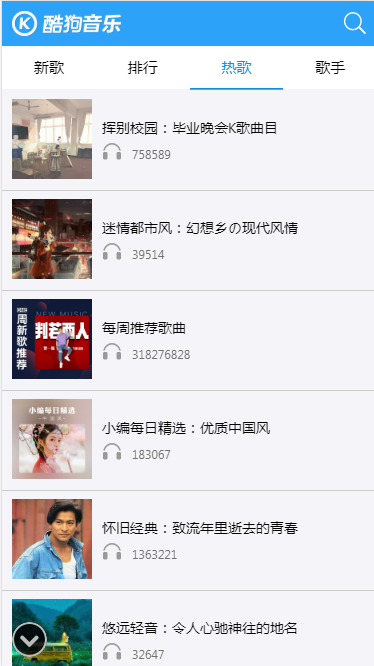 酷狗音乐
新歌 排行 热歌 歌手
挥别校园：毕业晚会K歌曲目
758589
迷情都市风：幻想乡の现代风情
39514
NEW MUSIC
周新歌推荐
判若两人
每周推荐歌曲
318276828
小编每日精选
小编每日精选：优质中国风
183067
怀旧经典：致流年里逝去的青春
1363221
悠远轻音：令人心驰神往的地名
32647